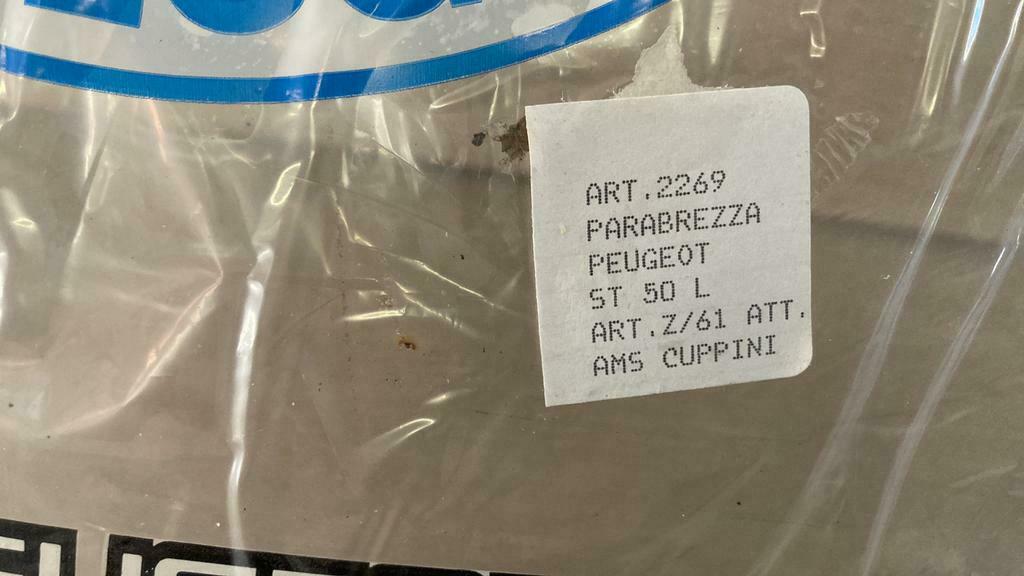 ART.2269
PARABREZZA
PEUGEOT
ST 50 L
ART.Z/61 ATT.
AMS CUPPINI